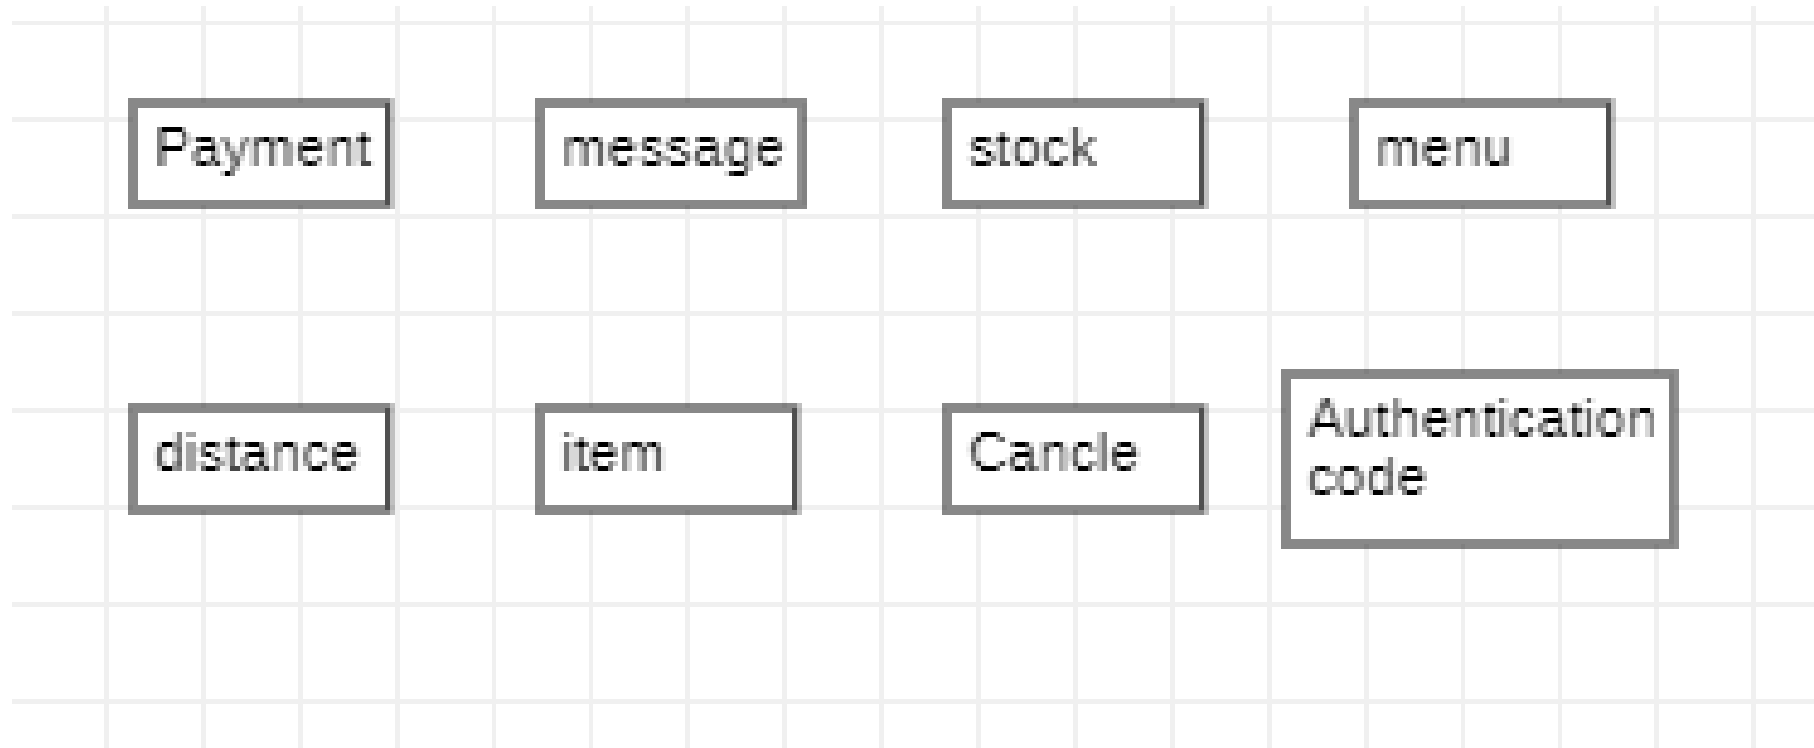 Payment
message
stock
menu
distance
item
Cancle
Authentication
code